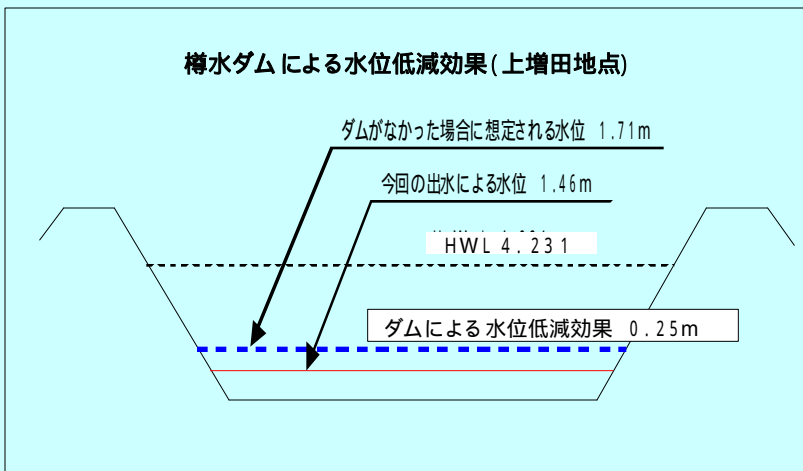 樽水ダムによる水位低減効果(上増田地点)
ダムがなかった場合に想定される水位 1.71m
今回の出水による水位 1.46m
HWL 4.231
ダムによる水位低減効果 0.25m